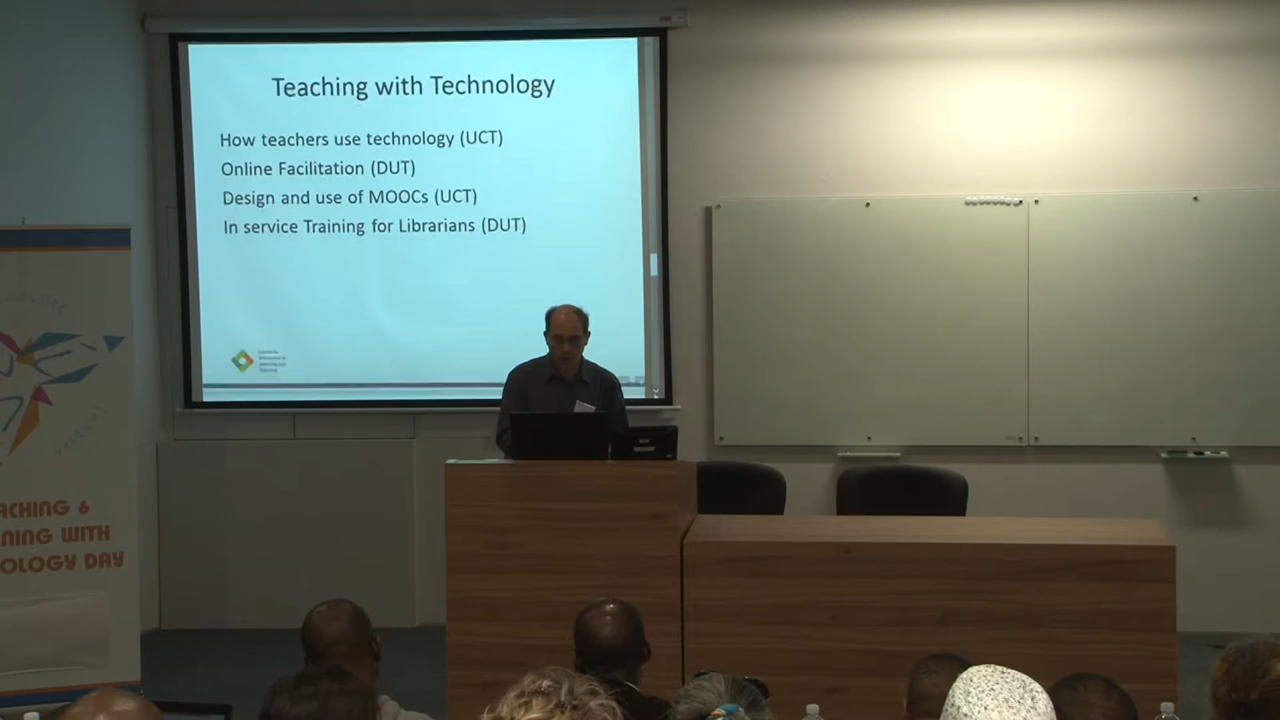 Teaching with Technology
How teachers use technology (UCT)
Online Facilitation (DUT)
Design and use of MOOCs (UCT)
In service Training for Librarians (DUT)
ACHING &
NING WITH
OLOGY DAY